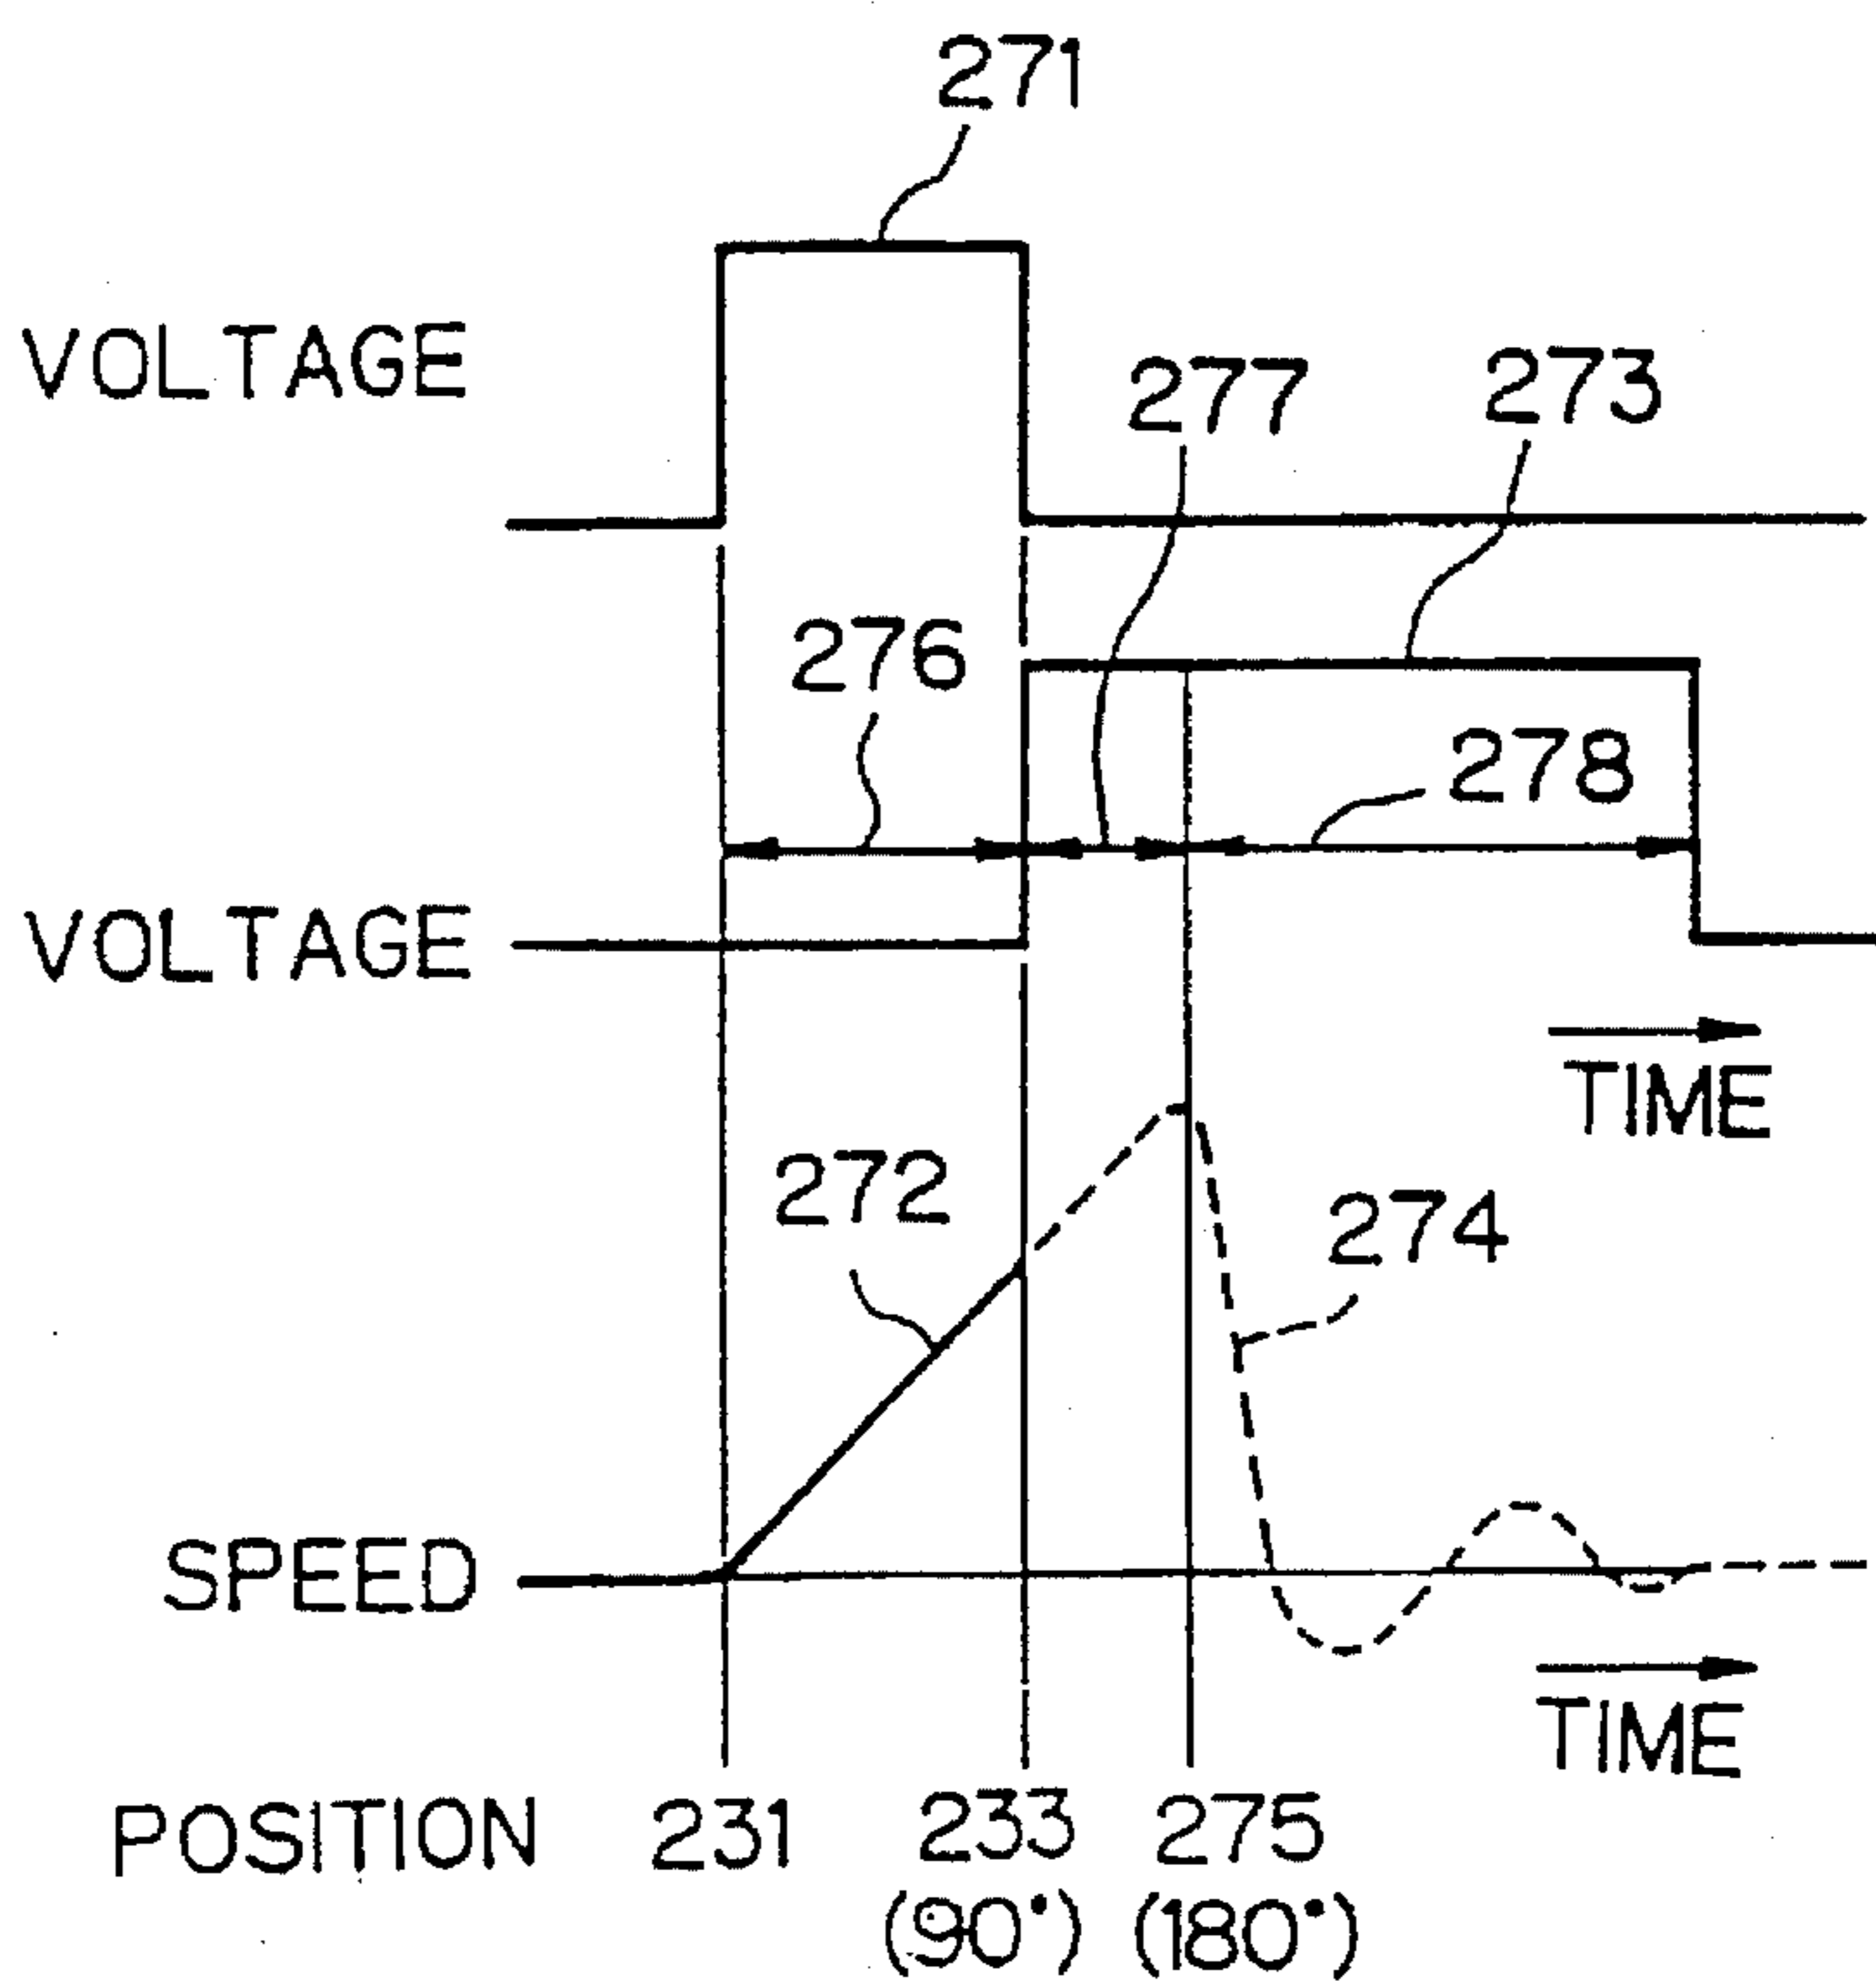 271
VOLTAGE
277
273
276
278
VOLTAGE
TIME
272
274
SPEED
TIME
POSITION 231 233 275
(90°) (180°)